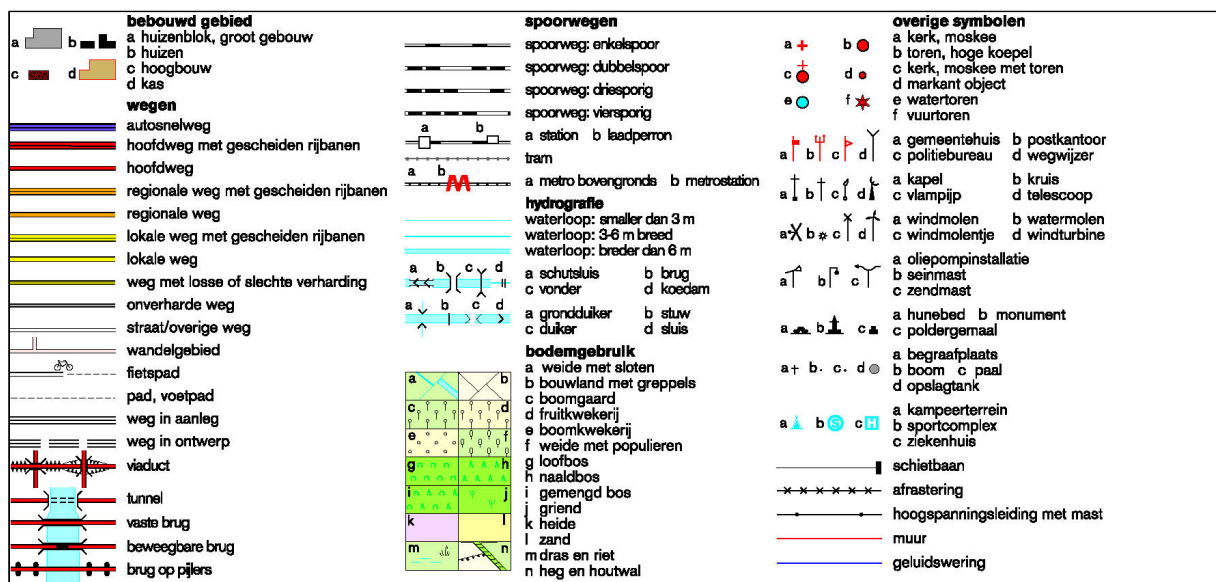 bebouwd gebied
a b a huizenblok, groot gebouw
b huizen
c d c hoogbouw
d kas
wegen
autosnelweg
hoofdweg met gescheiden rijbanen
hoofdweg
regionale weg met gescheiden rijbanen
regionale weg
lokale weg met gescheiden rijbanen
lokale weg
weg met losse of slechte verharding
onverharde weg
straat/overige weg
wandelgebied
fietspad
pad, voetpad
weg in aanleg
weg in ontwerp
viaduct
tunnel
vaste brug
beweegbare brug
brug op pijlers
spoorwegen
spoorweg: enkelspoor
spoorweg: dubbelspoor
spoorweg: driesporig
spoorweg: viersporig
a b
a station b laadperron
tram
a b
M a metro bovengronds b metrostation
hydrografie
waterloop: smaller dan 3 m
waterloop: 3-6 m breed
waterloop: breder dan 6 m
a b c d a schutsluis b brug
c vonder d koedam
a b c d a grondduiker b stuw
c duiker d sluis
bodemgebruik
a weide met sloten
a b b bouwland met greppels
c boomgaard
c d d fruitkwekerij
e boomkwekerij
e f f weide met populieren
g loofbos
g h h naaldbos
i gemengd bos
i j j griend
k heide
k l l zand
m dras en riet
m n n heg en houtwal
overige symbolen
a b a kerk, moskee
b toren, hoge koepel
c d c kerk, moskee met toren
d markant object
e f e watertoren
f vuurtoren
a b c d a gemeentehuis b postkantoor
c politiebureau d wegwijzer
a b c d a kapel b kruis
c vlampijp d telescoop
a b c d a windmolen b watermolen
c windmolentje d windturbine
a b c a oliepompinstallatie
b seinmast
c zendmast
a b c a hunebed b monument
c poldergemaal
a b c d a begraafplaats
b boom c paal
d opslagtank
a b S c H a kampeerterrein
b sportcomplex
c ziekenhuis
schietbaan
afrastering
hoogspanningsleiding met mast
muur
geluidswering